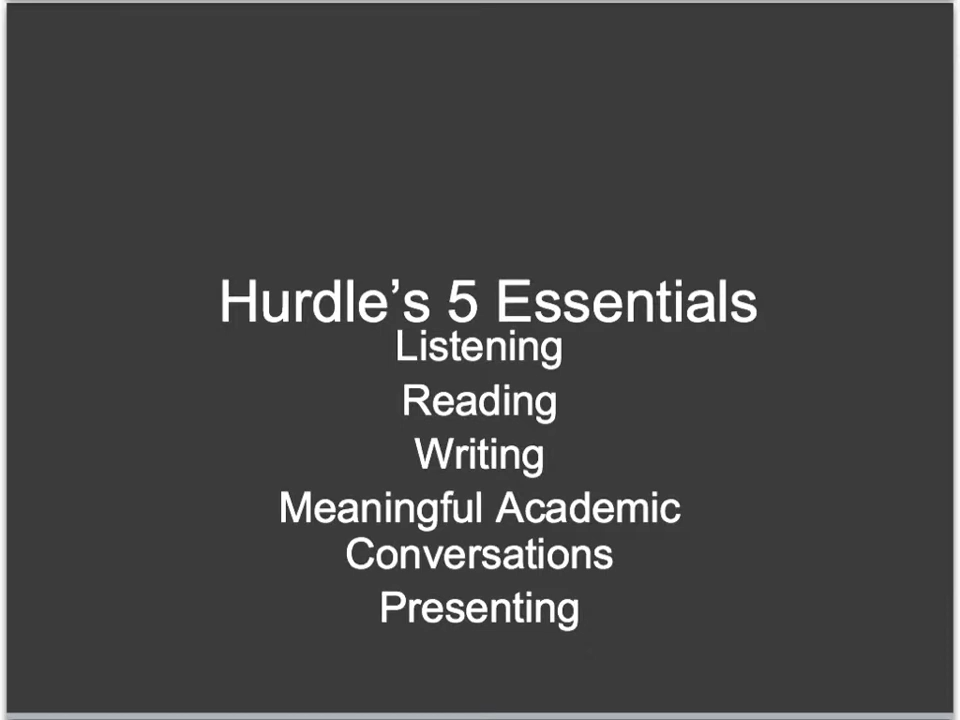 Hurdle’s 5 Essentials
Listening
Reading
Writing
Meaningful Academic
Conversations
Presenting